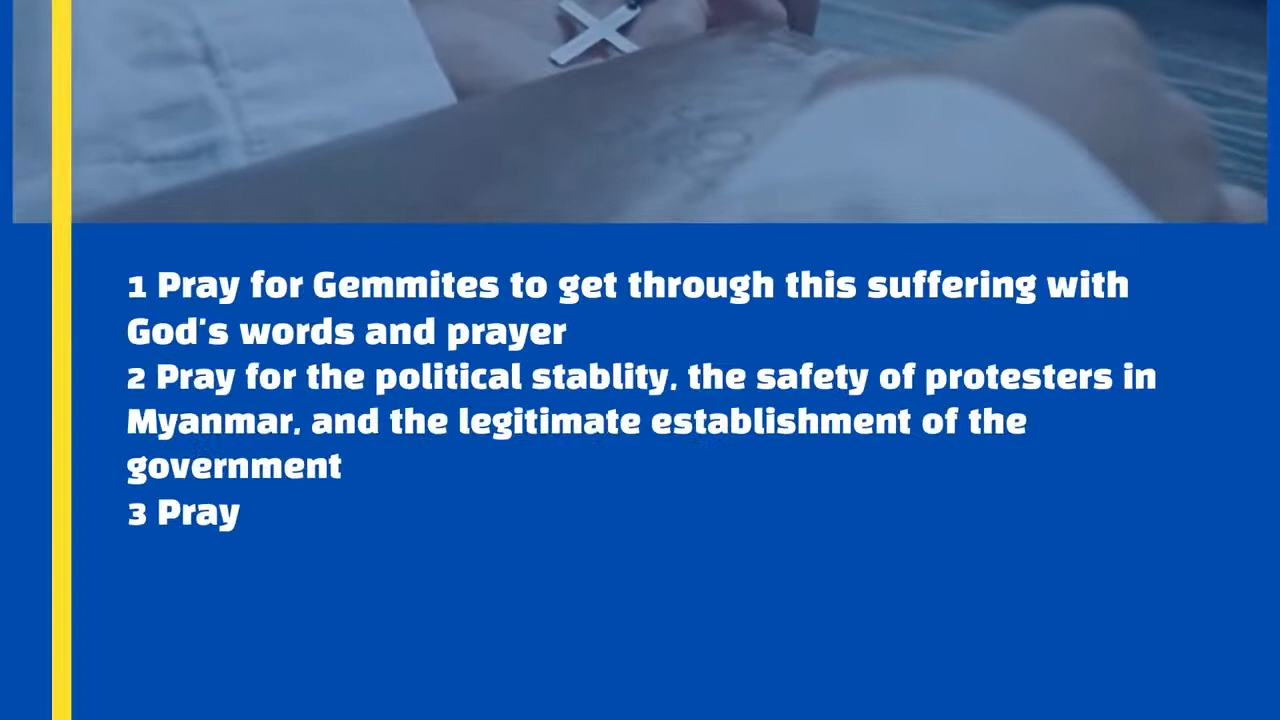 1 Pray for Gemmites to get through this suffering with
God's words and prayer
2 Pray for the political stablity, the safety of protesters in
Myanmar, and the legitimate establishment of the
government
3 Pray